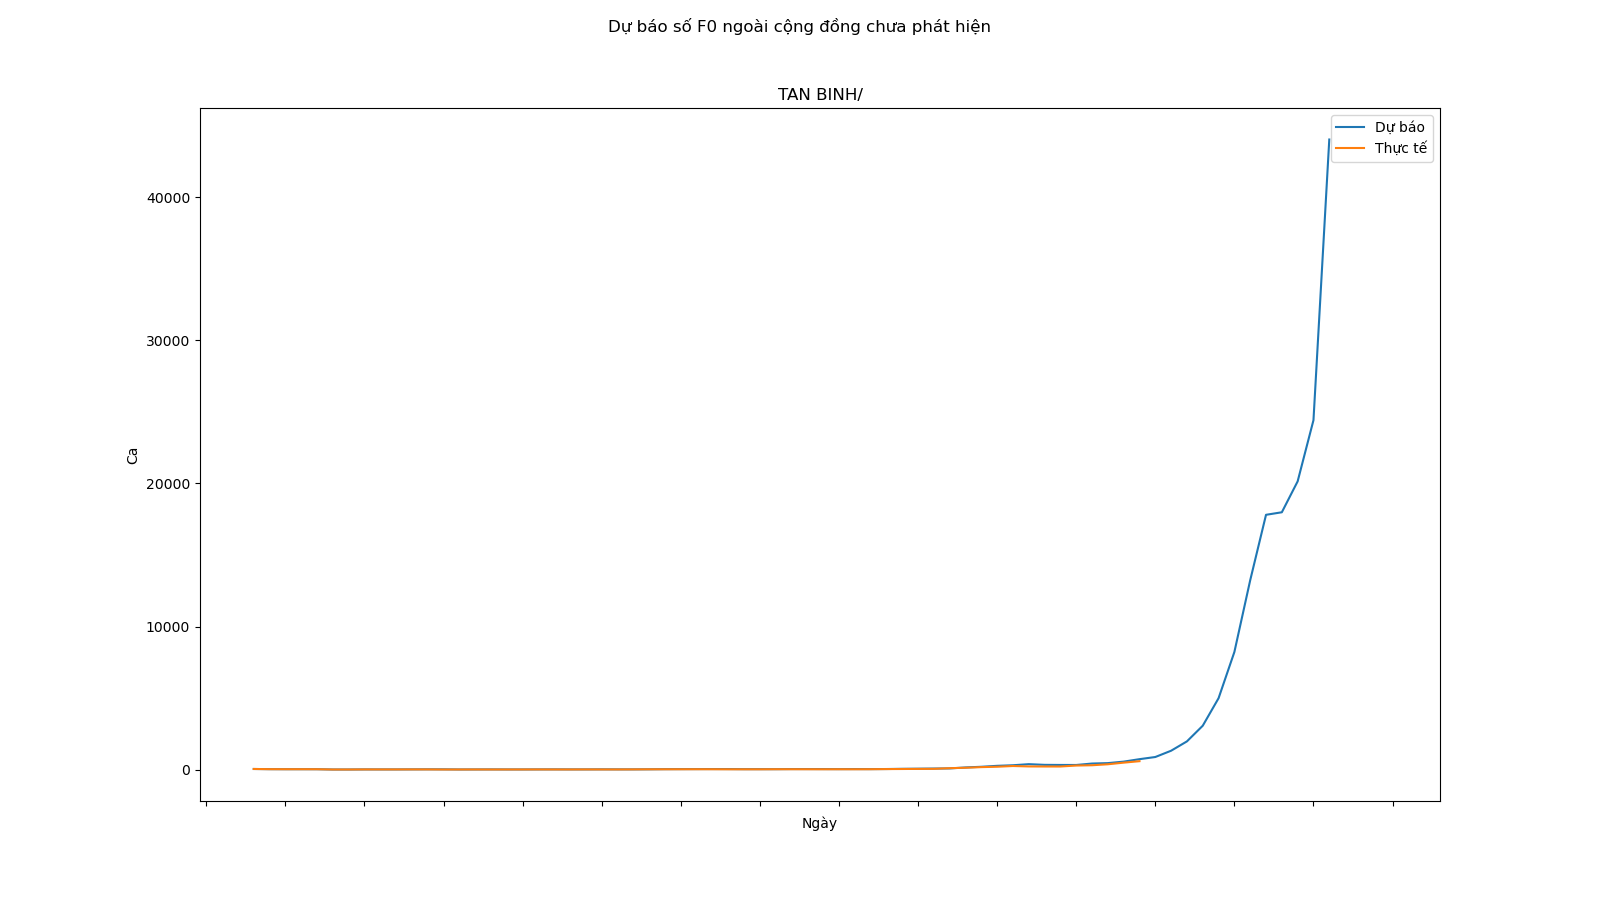 Dự báo số F0 ngoài cộng đồng chưa phát hiện
TAN BINH/
Dự báo
Thực tế
40000
30000
20000
10000
0
Ca
Ngày